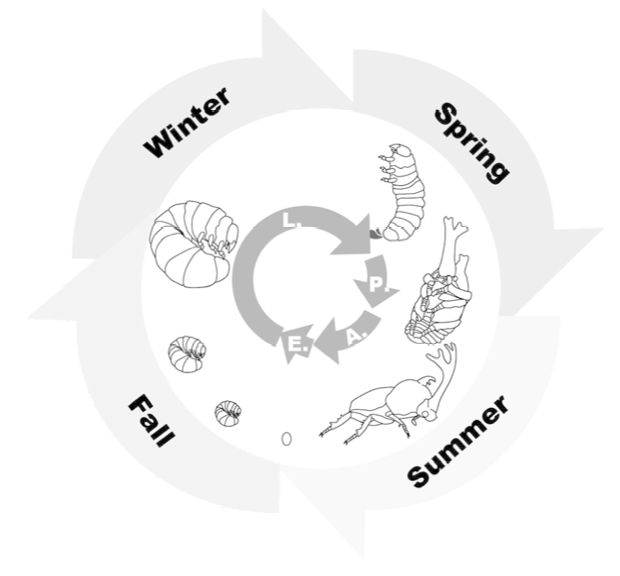 Winter
Spring
L.
P.
E.
A.
Fall
Summer